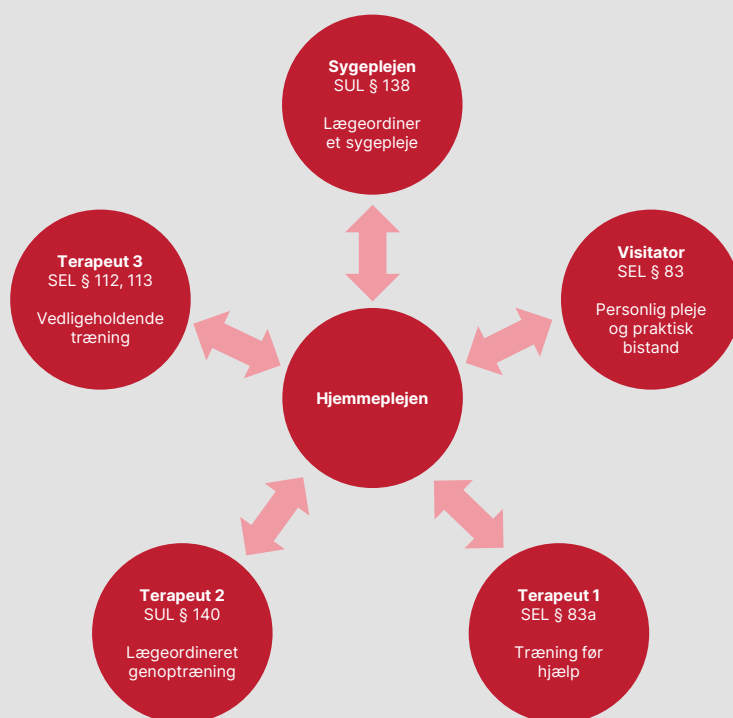 Sygeplejen
SUL § 138
Lægeordiner
et sygepleje
Terapeut 3
SEL § 112, 113
Vedligeholdende
træning
Visitator
SEL § 83
Personlig pleje
og praktisk
bistand
Hjemmeplejen
Terapeut 2
SUL § 140
Lægeordineret
genoptræning
Terapeut 1
SEL § 83a
Træning før
hjælp